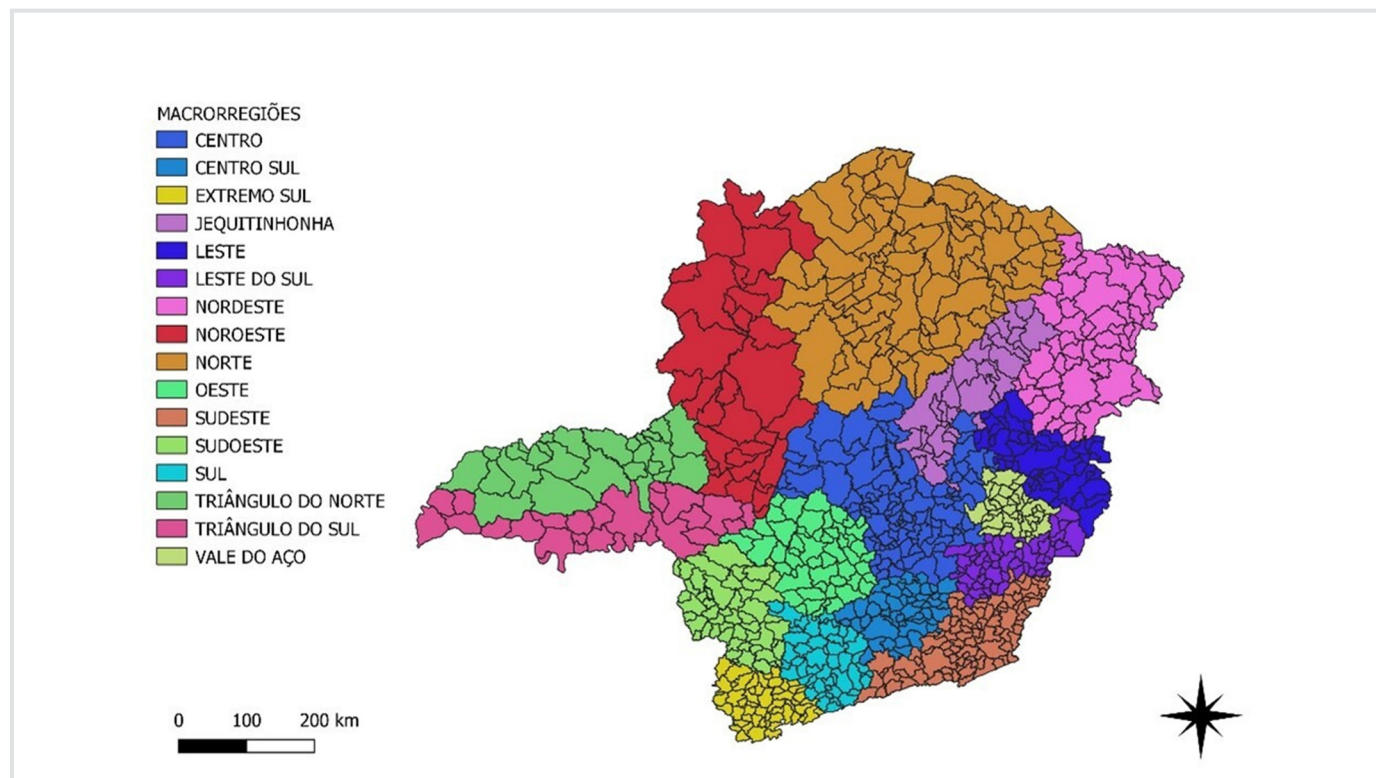 MACRORREGIÕES
CENTRO
CENTRO SUL
EXTREMO SUL
JEQUITINHONHA
LESTE
LESTE DO SUL
NORDESTE
NOROESTE
NORTE
OESTE
SUDESTE
SUDOESTE
SUL
TRIÂNGULO DO NORTE
TRIÂNGULO DO SUL
VALE DO AÇO
0 100 200 km